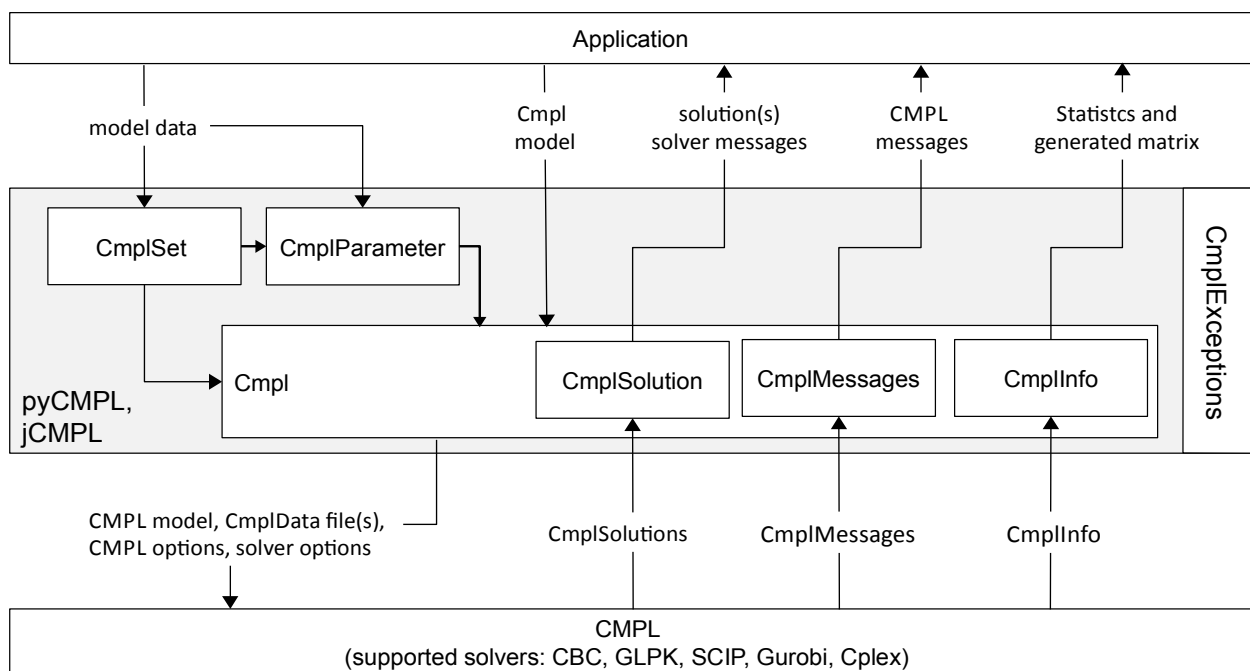 Application
model data
Cmpl
model
solution(s)
solver messages
CMPL
messages
Statistcs and
generated matrix
CmplSet
CmplParameter
CmplExceptions
Cmpl
CmplSolution
CmplMessages
CmplInfo
pyCMPL,
jCMPL
CMPL model, CmplData file(s),
CMPL options, solver options
CmplSolutions
CmplMessages
CmplInfo
CMPL
(supported solvers: CBC, GLPK, SCIP, Gurobi, Cplex)